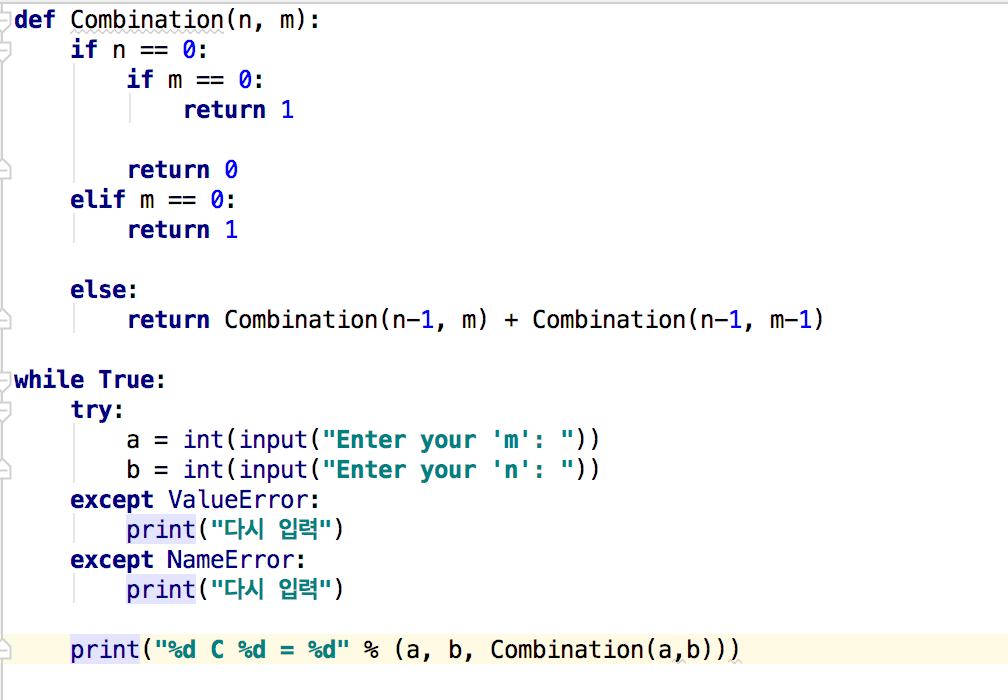 def Combination(n, m):
    if n == 0:
        if m == 0:
            return 1

        return 0
    elif m == 0:
        return 1

    else:
        return Combination(n-1, m) + Combination(n-1, m-1)

while True:
    try:
        a = int(input("Enter your 'm': "))
        b = int(input("Enter your 'n': "))
    except ValueError:
        print("다시 입력")
    except NameError:
        print("다시 입력")

    print("%d C %d = %d" % (a, b, Combination(a,b)))